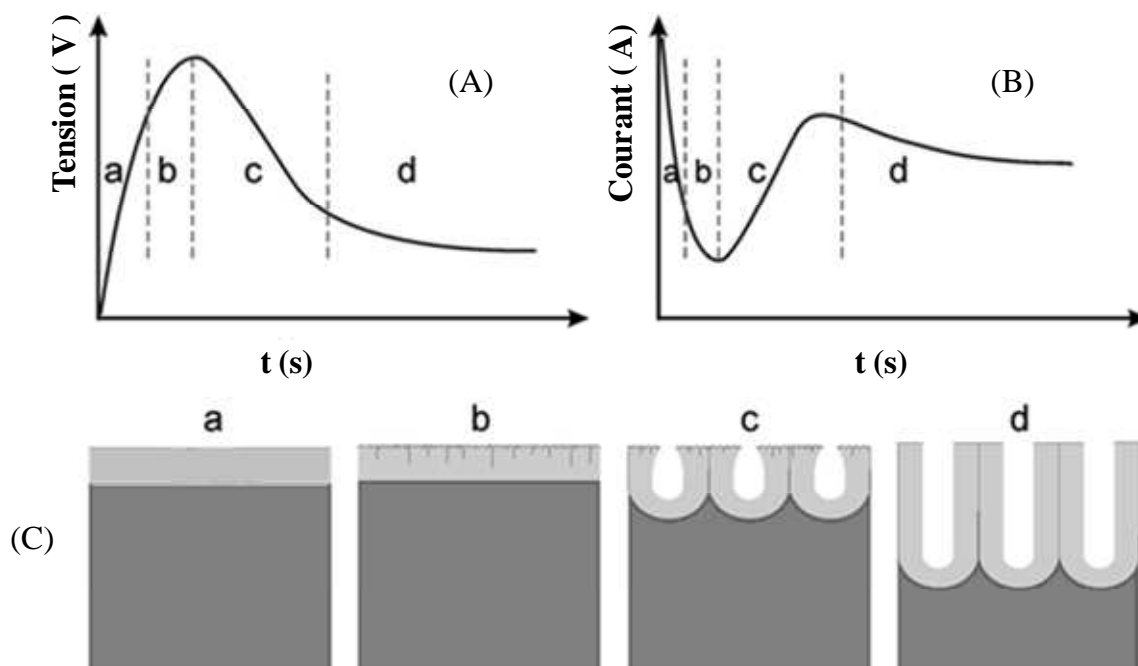 Tension ( V )
(A)
a
b
c
d
t (s)
Courant ( A )
(B)
a
b
c
d
t (s)
(C)
a
b
c
d